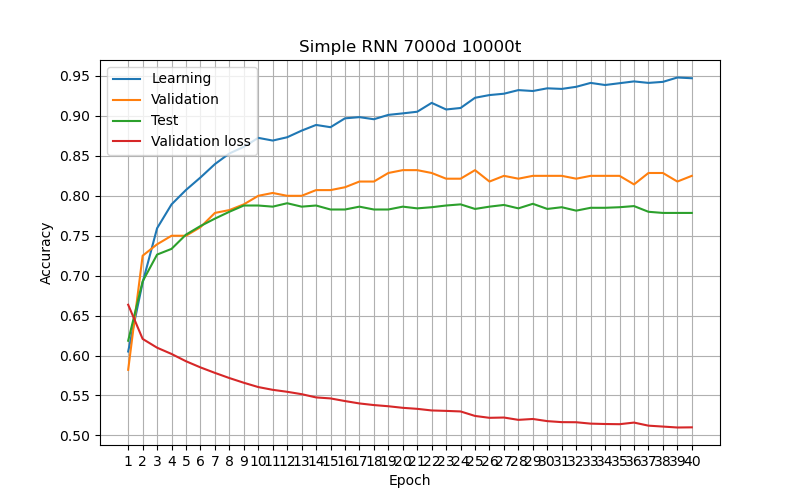 Simple RNN 7000d 10000t
Learning
Validation
Test
Validation loss
0.95
0.90
0.85
0.80
0.75
0.70
0.65
0.60
0.55
0.50
Accuracy
1 2 3 4 5 6 7 8 9 10 11 12 13 14 15 16 17 18 19 20 21 22 23 24 25 26 27 28 29 30 31 32 33 34 35 36 37 38 39 40
Epoch